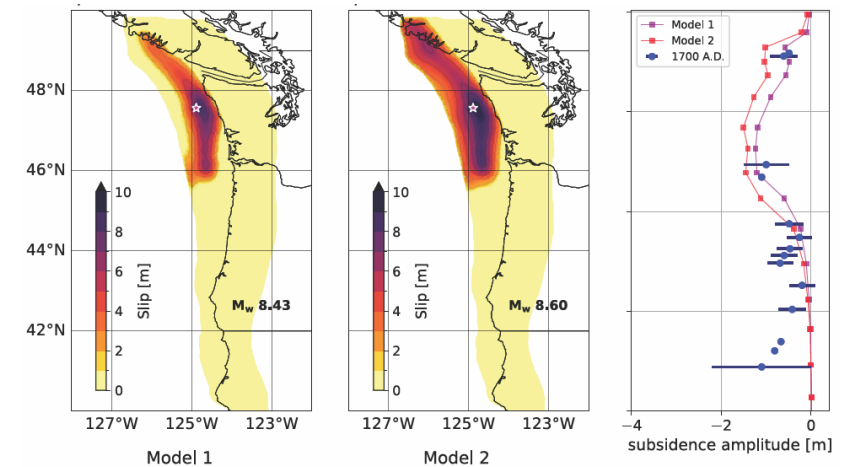 48°N
46°N
44°N
42°N
10
8
6
4
2
0
Slip [m]
Mw 8.43
127°W
125°W
123°W
Model 1
10
8
6
4
2
0
Slip [m]
Mw 8.60
127°W
125°W
123°W
Model 2
Model 1
Model 2
1700 A.D.
−4
−2
0
subsidence amplitude [m]